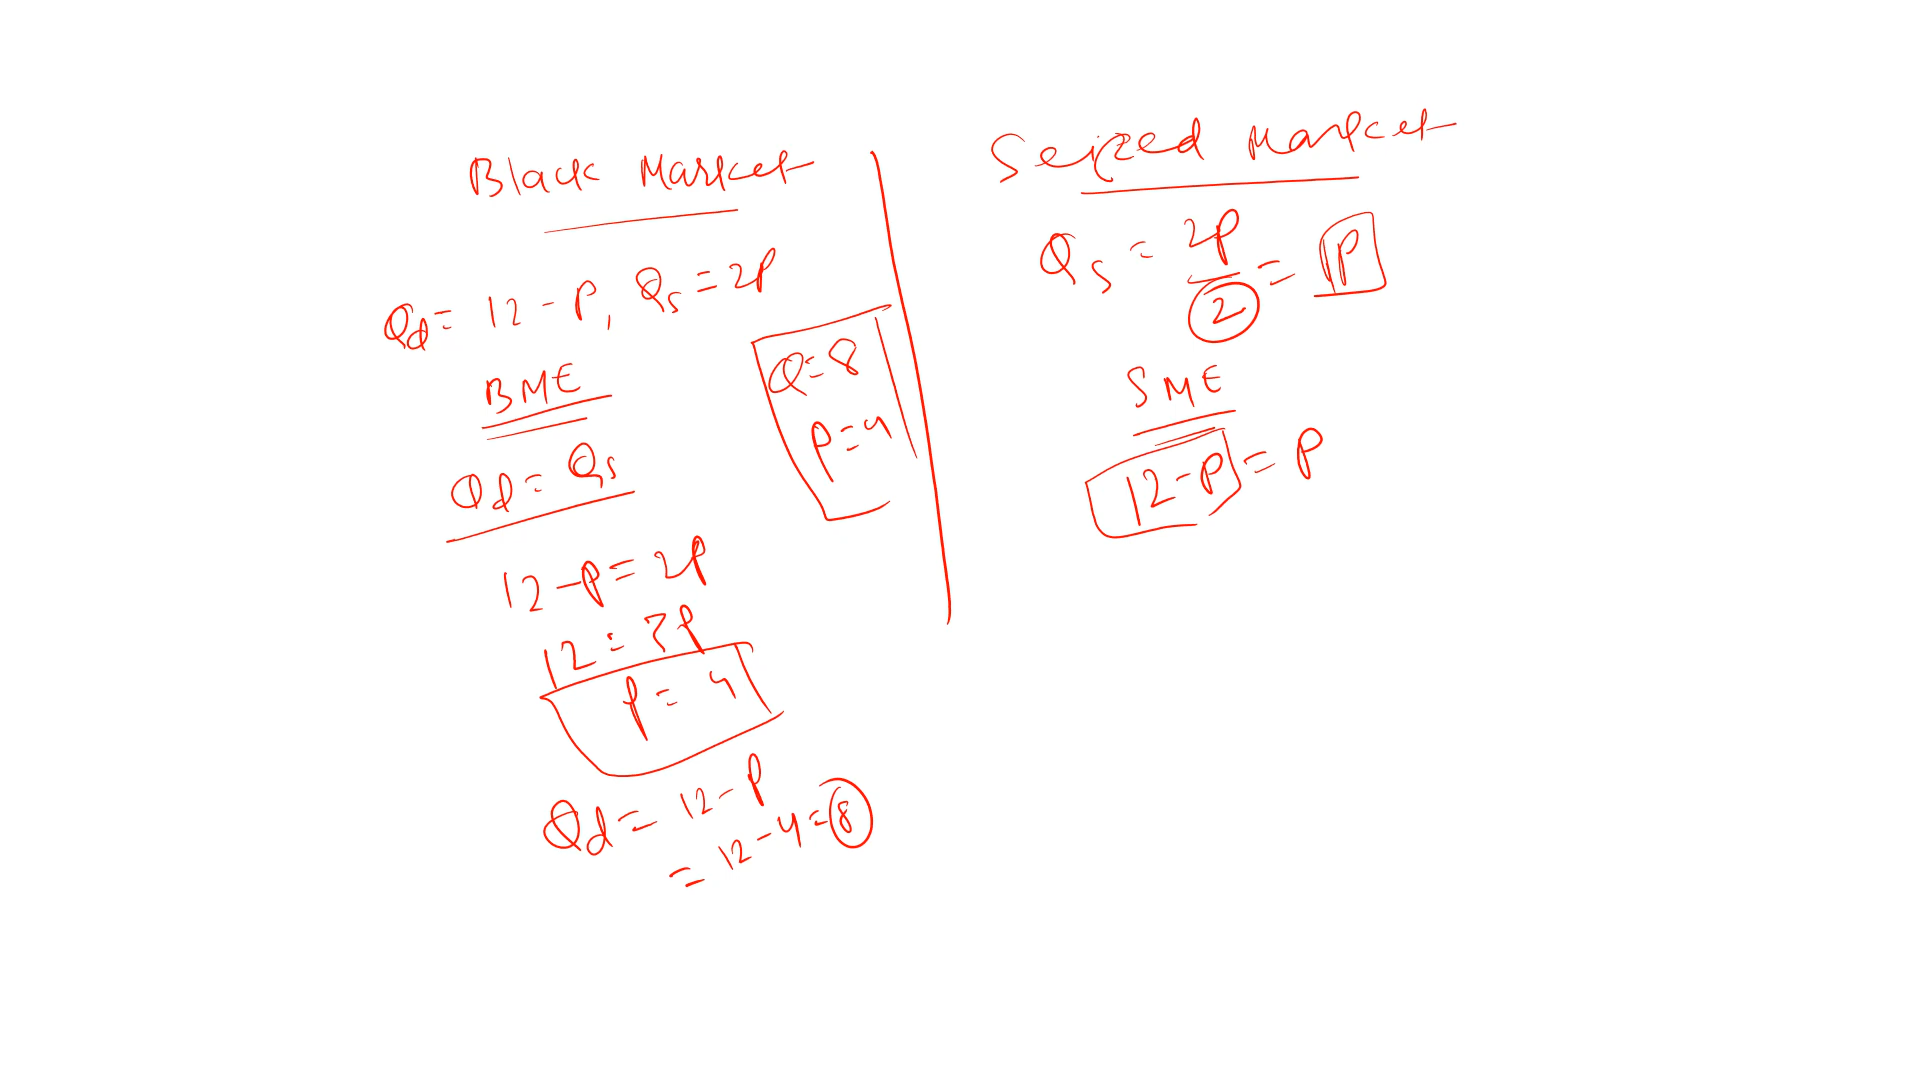 Black Market
Qd = 12 - P, Qs = 2P
BME
Qd = Qs
12 - P = 2P
12 = 3P
P = 4
Qd = 12 - P
= 12 - 4 = 8
Q = 8
P = 4
Seized Market
Qs = 2P/2 = P
SME
12 - P = P